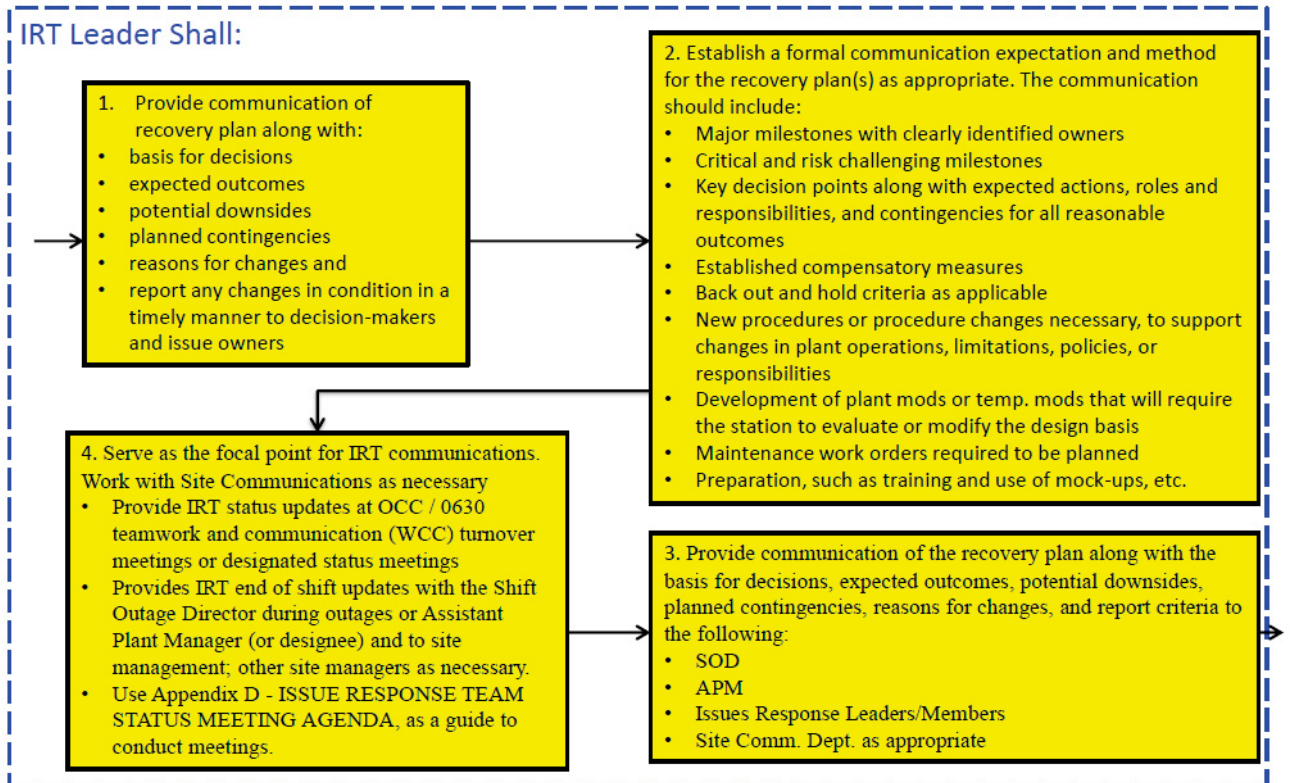 IRT Leader Shall:
1. Provide communication of
recovery plan along with:
• basis for decisions
• expected outcomes
• potential downsides
• planned contingencies
• reasons for changes and
• report any changes in condition in a
timely manner to decision-makers
and issue owners
2. Establish a formal communication expectation and method
for the recovery plan(s) as appropriate. The communication
should include:
• Major milestones with clearly identified owners
• Critical and risk challenging milestones
• Key decision points along with expected actions, roles and
responsibilities, and contingencies for all reasonable
outcomes
• Established compensatory measures
• Back out and hold criteria as applicable
• New procedures or procedure changes necessary, to support
changes in plant operations, limitations, policies, or
responsibilities
• Development of plant mods or temp. mods that will require
the station to evaluate or modify the design basis
• Maintenance work orders required to be planned
• Preparation, such as training and use of mock-ups, etc.
4. Serve as the focal point for IRT communications.
Work with Site Communications as necessary
• Provide IRT status updates at OCC / 0630
teamwork and communication (WCC) turnover
meetings or designated status meetings
• Provides IRT end of shift updates with the Shift
Outage Director during outages or Assistant
Plant Manager (or designee) and to site
management; other site managers as necessary.
• Use Appendix D - ISSUE RESPONSE TEAM
STATUS MEETING AGENDA, as a guide to
conduct meetings.
3. Provide communication of the recovery plan along with the
basis for decisions, expected outcomes, potential downsides,
planned contingencies, reasons for changes, and report criteria to
the following:
• SOD
• APM
• Issues Response Leaders/Members
• Site Comm. Dept. as appropriate